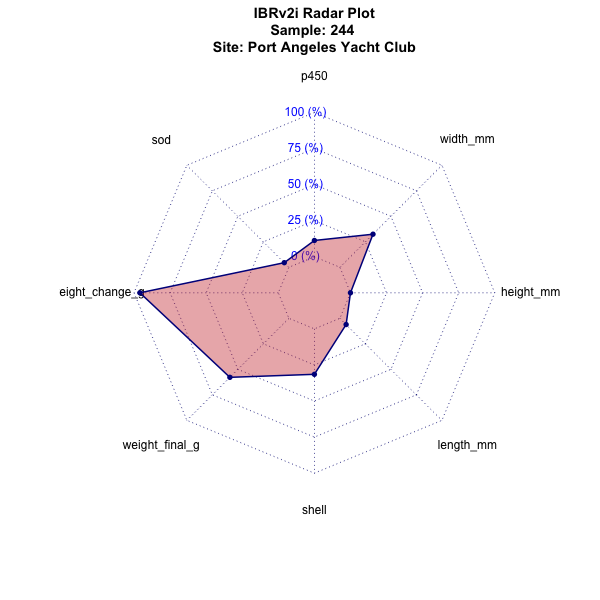 IBRv2i Radar Plot
Sample: 244
Site: Port Angeles Yacht Club
p450
100 (%)
sod
width_mm
75 (%)
50 (%)
25 (%)
0 (%)
eight_change_g
height_mm
weight_final_g
length_mm
shell